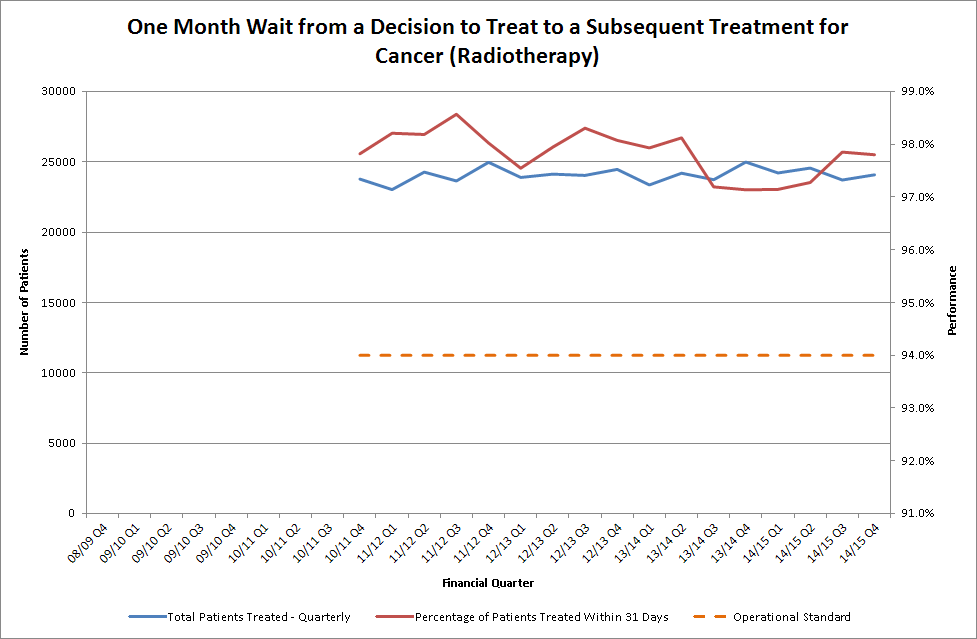 One Month Wait from a Decision to Treat to a Subsequent Treatment for
Cancer (Radiotherapy)
30000
25000
20000
15000
10000
5000
0
Number of Patients
99.0%
98.0%
97.0%
96.0%
95.0%
94.0%
93.0%
92.0%
91.0%
Performance
08/09 Q4
09/10 Q1
09/10 Q2
09/10 Q3
09/10 Q4
10/11 Q1
10/11 Q2
10/11 Q3
10/11 Q4
11/12 Q1
11/12 Q2
11/12 Q3
11/12 Q4
12/13 Q1
12/13 Q2
12/13 Q3
12/13 Q4
13/14 Q1
13/14 Q2
13/14 Q3
13/14 Q4
14/15 Q1
14/15 Q2
14/15 Q3
14/15 Q4
Financial Quarter
Total Patients Treated - Quarterly
Percentage of Patients Treated Within 31 Days
Operational Standard